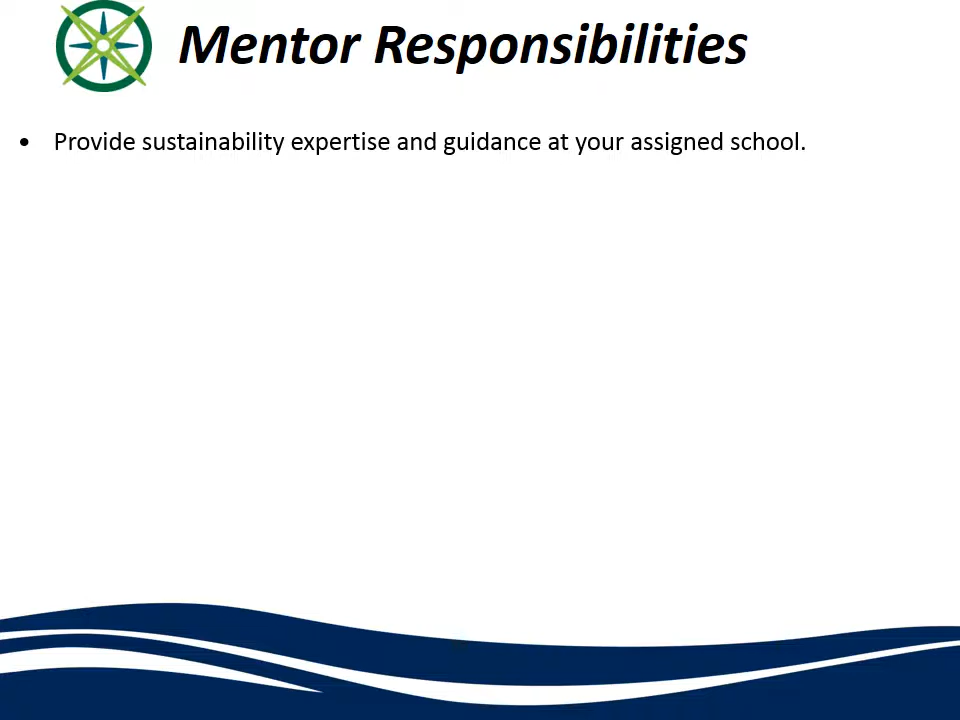 Mentor Responsibilities
• Provide sustainability expertise and guidance at your assigned school.